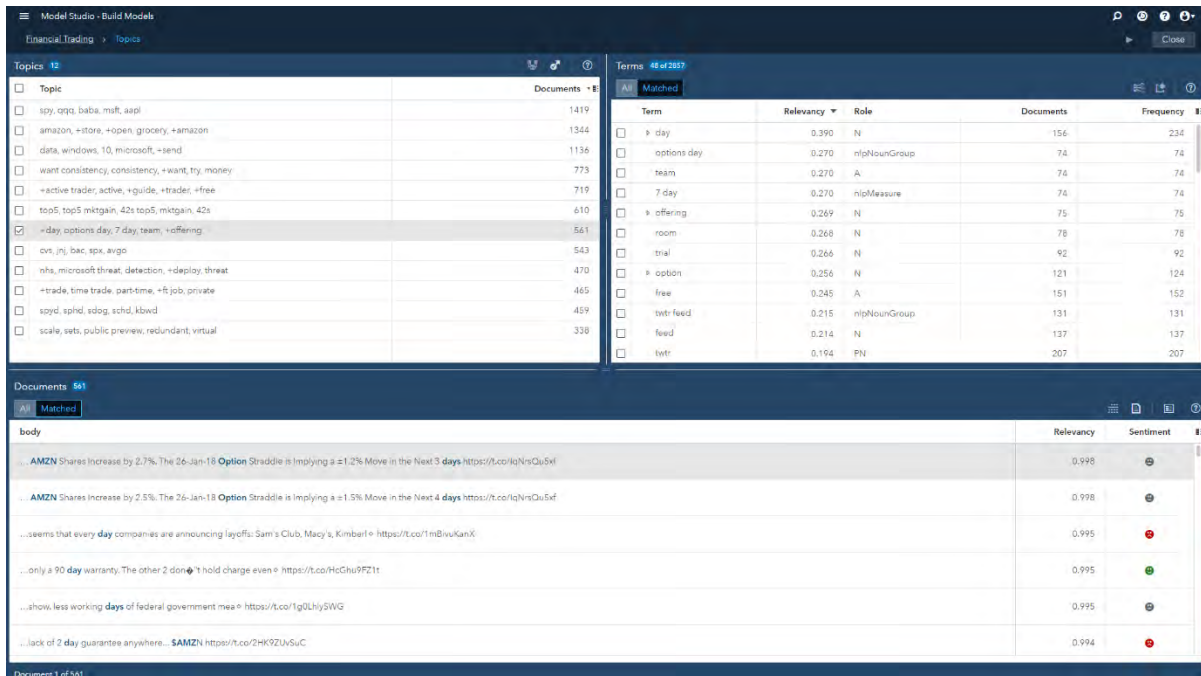 Model Studio - Build Models
Financial Trading > Topics
Close
Topics 12
Topic Documents
spy, qqq, baba, msft, aapl 1419
amazon, +store, +open, grocery, +amazon 1344
data, windows, 10, microsoft, +send 1136
want consistency, consistency, +want, try, money 773
+active trader, active, +guide, +trader, +free 719
top5, top5 mktgain, 42s top5, mktgain, 42s 610
+day, options day, 7 day, team, +offering 561
cvs, jnj, bac, spx, avgo 543
nhs, microsoft threat, detection, +deploy, threat 470
+trade, time trade, part-time, +ft job, private 465
spyd, sphd, sdog, schd, kbwd 459
scale, sets, public preview, redundant, virtual 338
Terms 48 of 2857
All Matched
Term Relevancy Role Documents Frequency
day 0.390 N 156 234
options day 0.270 nlpNounGroup 74 74
team 0.270 A 74 74
7 day 0.270 nlpMeasure 74 74
offering 0.269 N 75 75
room 0.268 N 78 78
trial 0.266 N 92 92
option 0.256 N 121 124
free 0.245 A 151 152
twtr feed 0.215 nlpNounGroup 131 131
feed 0.214 N 137 137
twtr 0.194 PN 207 207
Documents 561
All Matched
body Relevancy Sentiment
...AMZN Shares Increase by 2.7%. The 26-Jan-18 Option Straddle is Implying a ±1.2% Move in the Next 3 days https://t.co/IqNrsQu5xf 0.998
...AMZN Shares Increase by 2.5%. The 26-Jan-18 Option Straddle is Implying a ±1.5% Move in the Next 4 days https://t.co/IqNrsQu5xf 0.998
...seems that every day companies are announcing layoffs: Sam's Club, Macy's, Kimberl https://t.co/1mBivuKanX 0.995
...only a 90 day warranty. The other 2 don�"t hold charge even https://t.co/HcGhu9FZ1t 0.995
...show, less working days of federal government mea https://t.co/1g0LhlySWG 0.995
...lack of 2 day guarantee anywhere... $AMZN https://t.co/2HK9ZUvSuC 0.994
Document 1 of 561